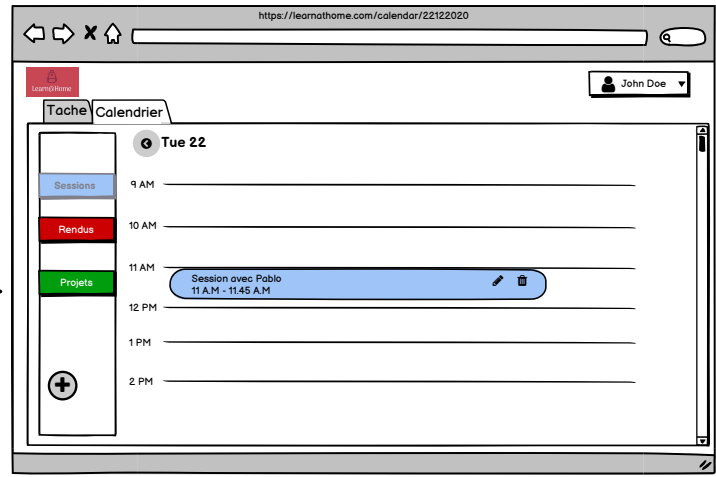 https://learnathome.com/calendar/22122020
Learn@Home
John Doe
Tache
Calendrier
Tue 22
Sessions
Rendus
Projets
9 AM
10 AM
11 AM
Session avec Pablo
11 A.M - 11.45 A.M
12 PM
1 PM
2 PM